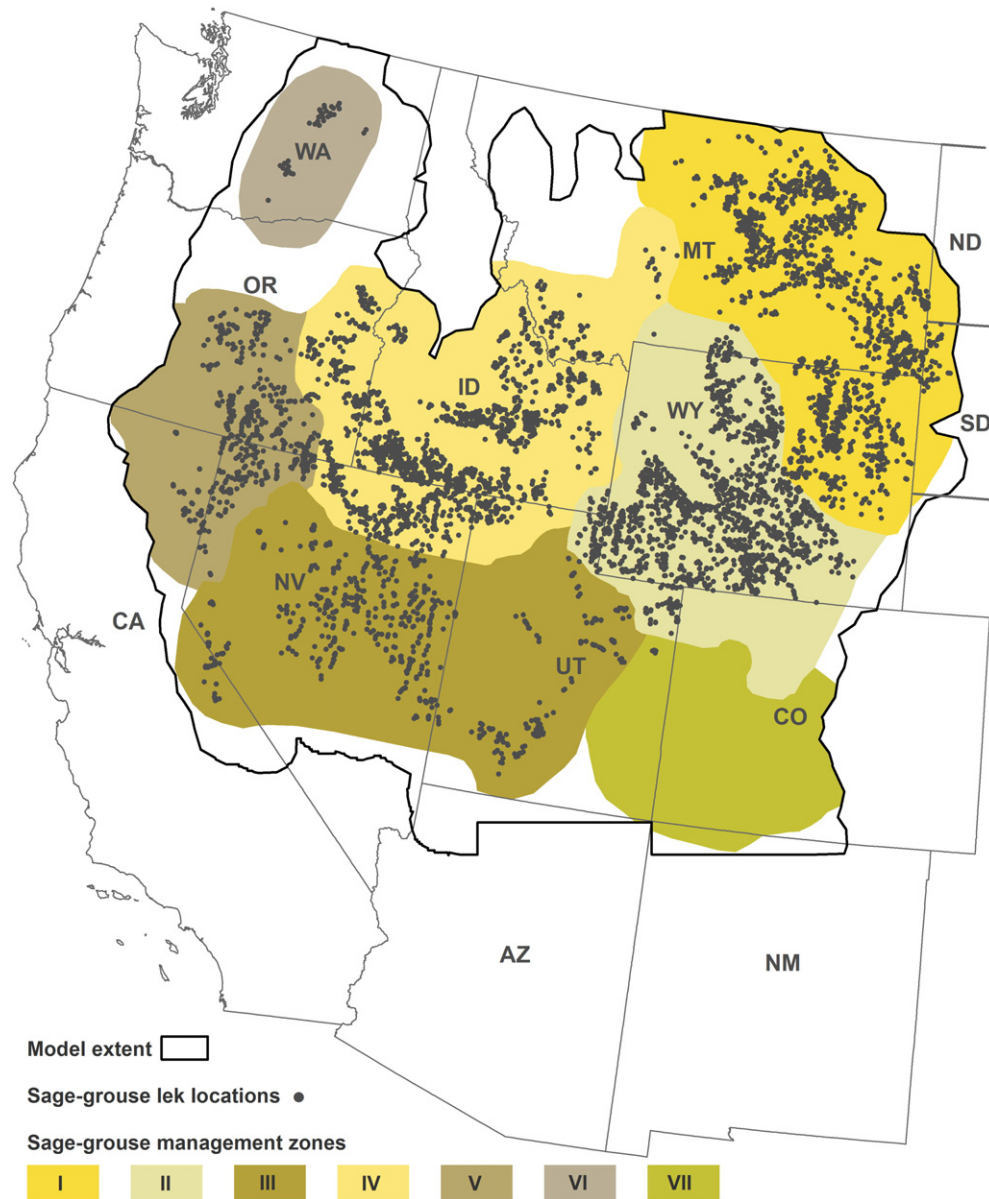 WA
MT
ND
OR
ID
WY
SD
NV
CA
UT
CO
AZ
NM
Model extent
Sage-grouse lek locations
Sage-grouse management zones
I II III IV V VI VII